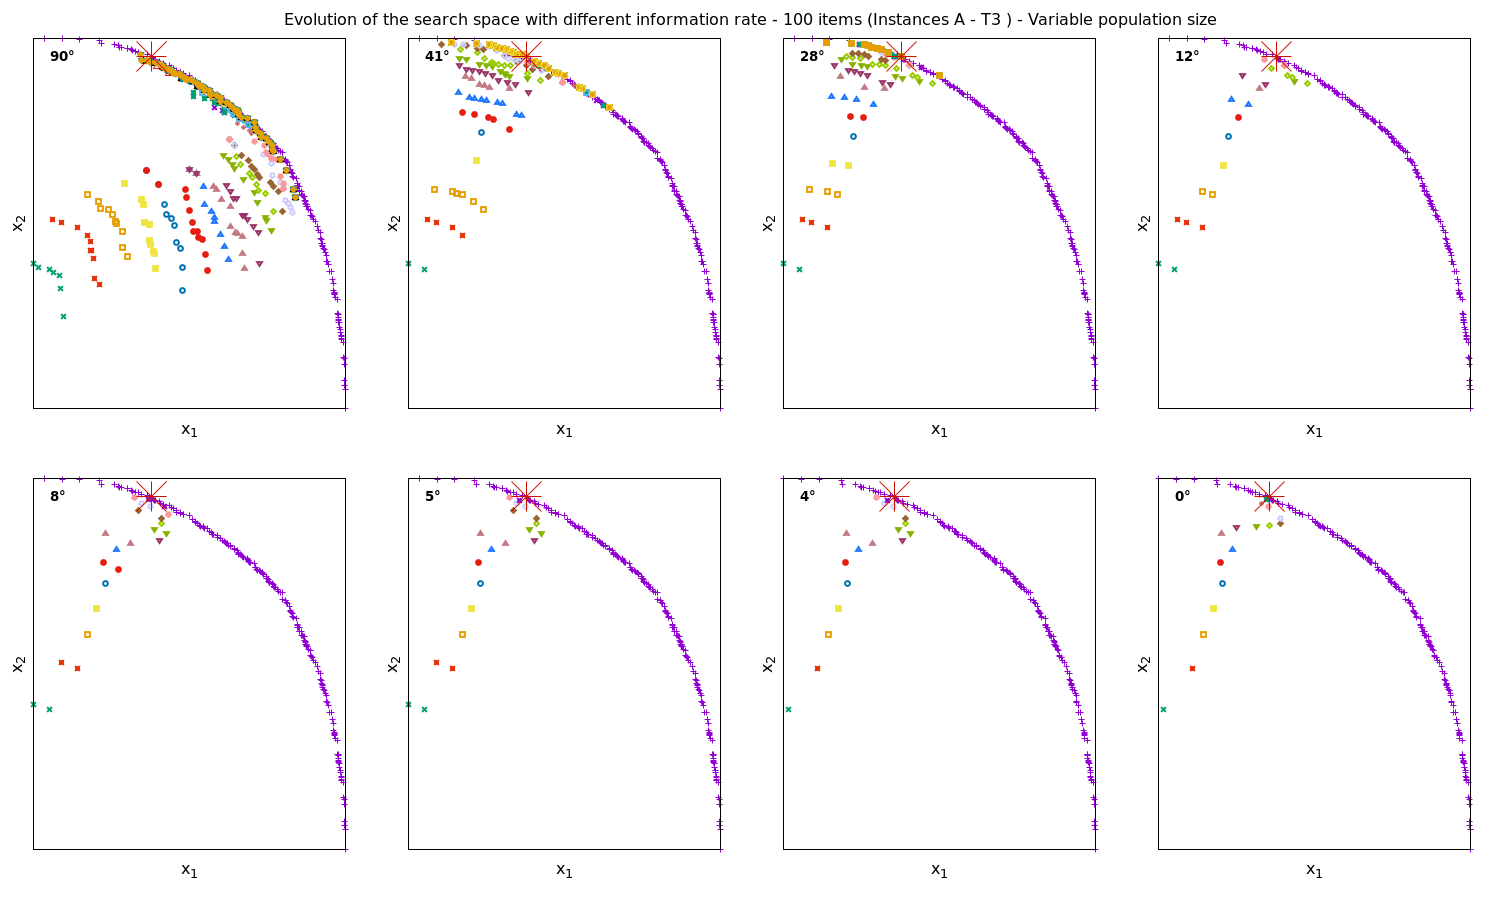 Evolution of the search space with different information rate - 100 items (Instances A - T3 ) - Variable population size
90°
41°
28°
12°
x2
x2
x2
x2
x1
x1
x1
x1
8°
5°
4°
0°
x2
x2
x2
x2
x1
x1
x1
x1